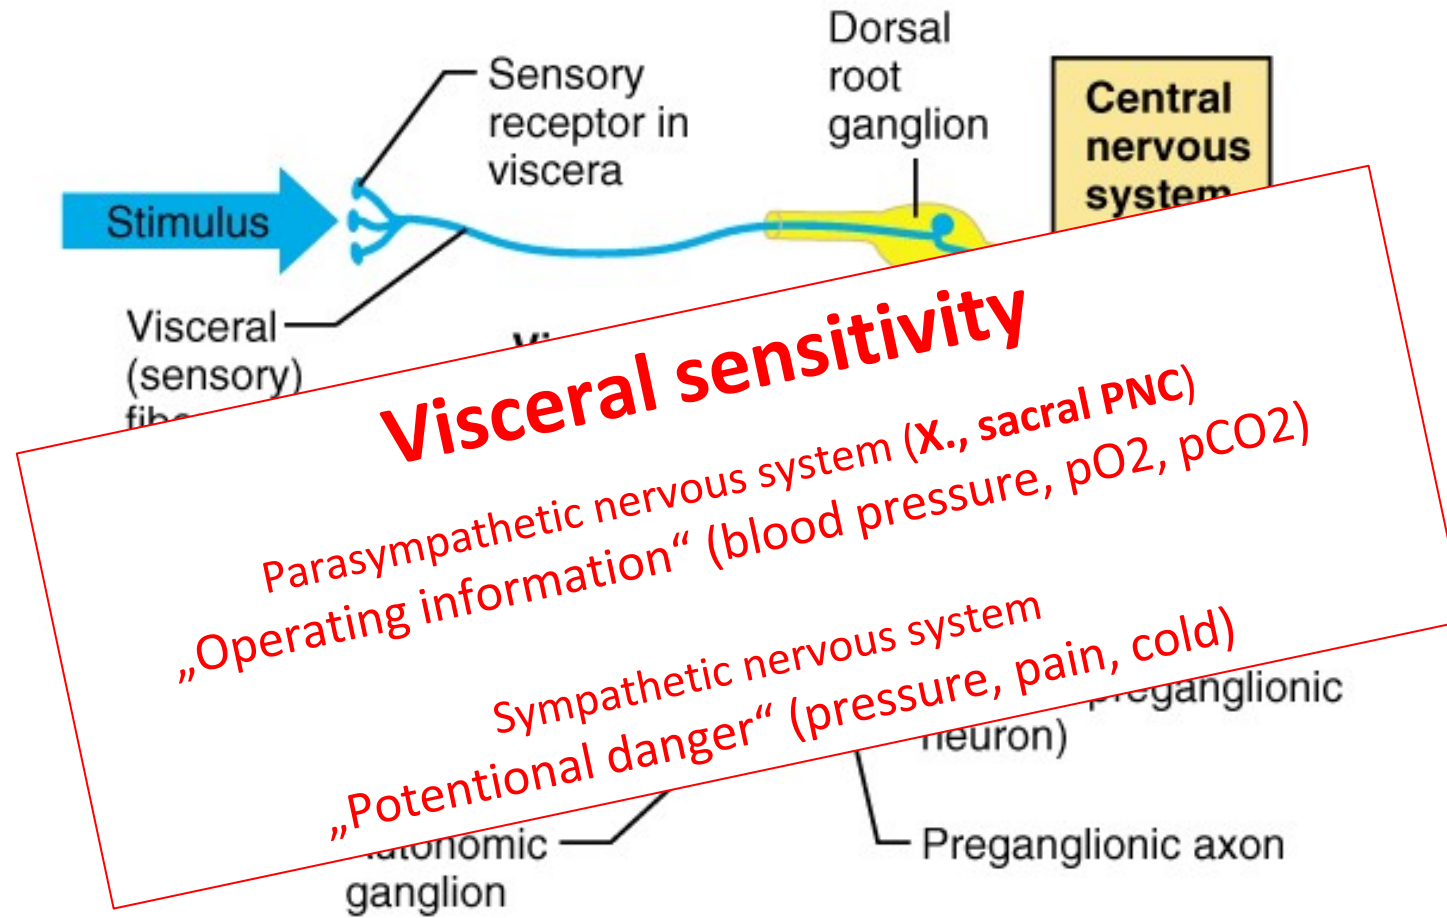 Dorsal
root
ganglion
Sensory
receptor in
viscera
Central
nervous
system
Stimulus
Visceral
(sensory)
Visceral sensitivity
Parasympathetic nervous system (X., sacral PNC)
„Operating information“ (blood pressure, pO2, pCO2)
Sympathetic nervous system
„Potentional danger“ (pressure, pain, cold)
preganglionic
neuron)
Autonomic
ganglion
Preganglionic axon